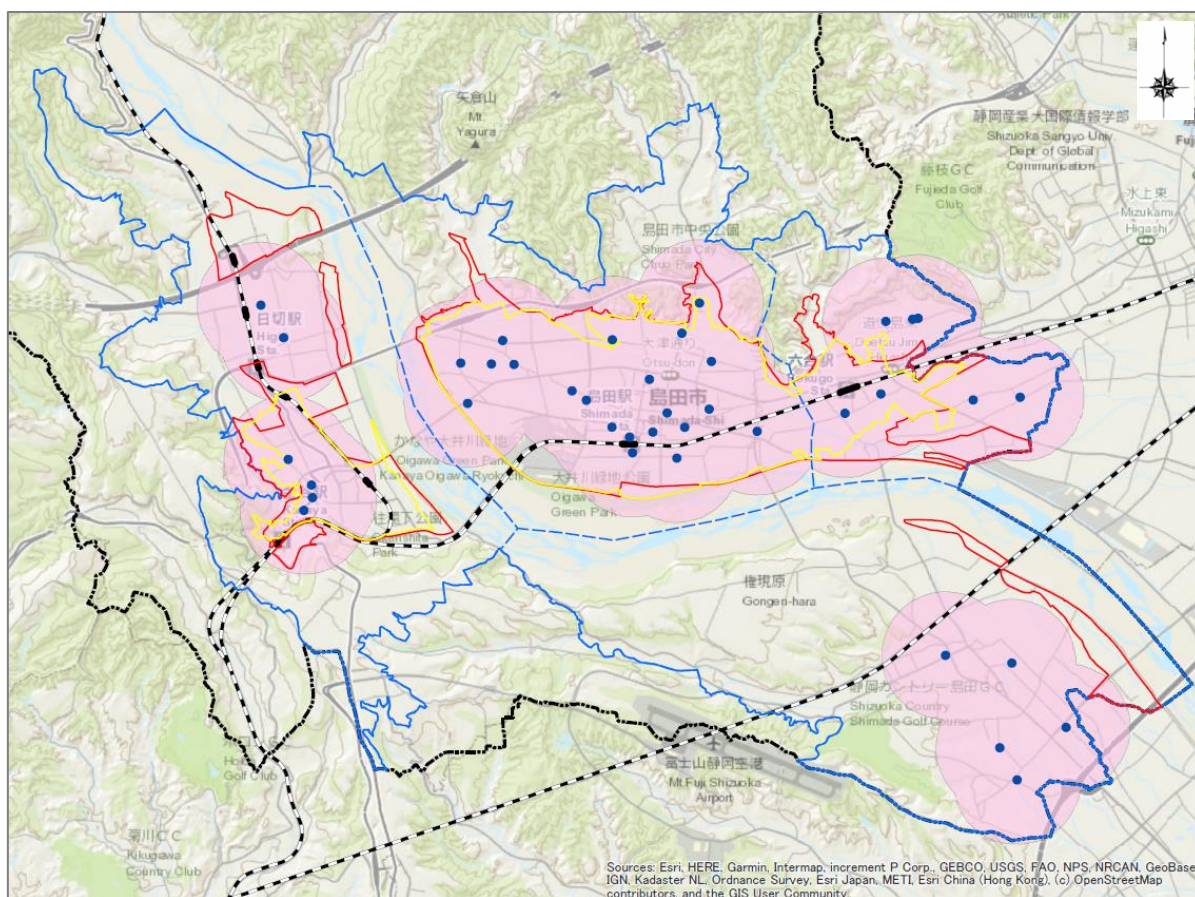 矢倉山
Mt
Yagura
静岡産業大国際情報学部
Shizuoka Sangyo Univ.
Dept. of Global
Communication
藤枝GC
Fujieda Golf
Club
水上東
Mizukami
Higashi
島田市中央公園
Shimada City
日切駅
Sta.
大津通り
六合駅
島田駅
Shimada
島田市
Shimada-Shi
かなや大井川緑地
Oigawa Green Park
大井川緑地公園
Oigawa
Green Park
Park
権現原
Gongen-hara
静岡カントリー島田GC
Shizuoka Country
Shimada Golf Course
富士山静岡空港
Mt Fuji Shizuoka
Airport
Golf Club
菊川CC
Kikugawa
Country Club
Sources: Esri, HERE, Garmin, Intermap, increment P Corp., GEBCO, USGS, FAO, NPS, NRCAN, GeoBase,
IGN, Kadaster NL, Ordnance Survey, Esri Japan, METI, Esri China (Hong Kong), (c) OpenStreetMap
contributors, and the GIS User Community